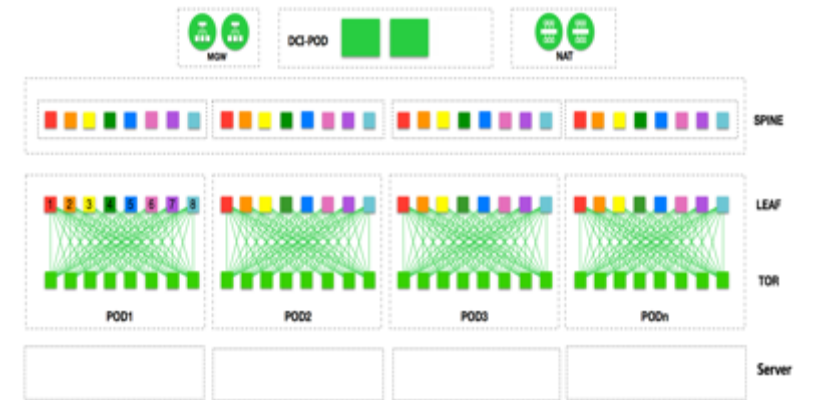 MGW
DCI-POD
NAT
SPINE
1 2 3 4 5 6 7 8
LEAF
TOR
POD1
POD2
POD3
PODn
Server